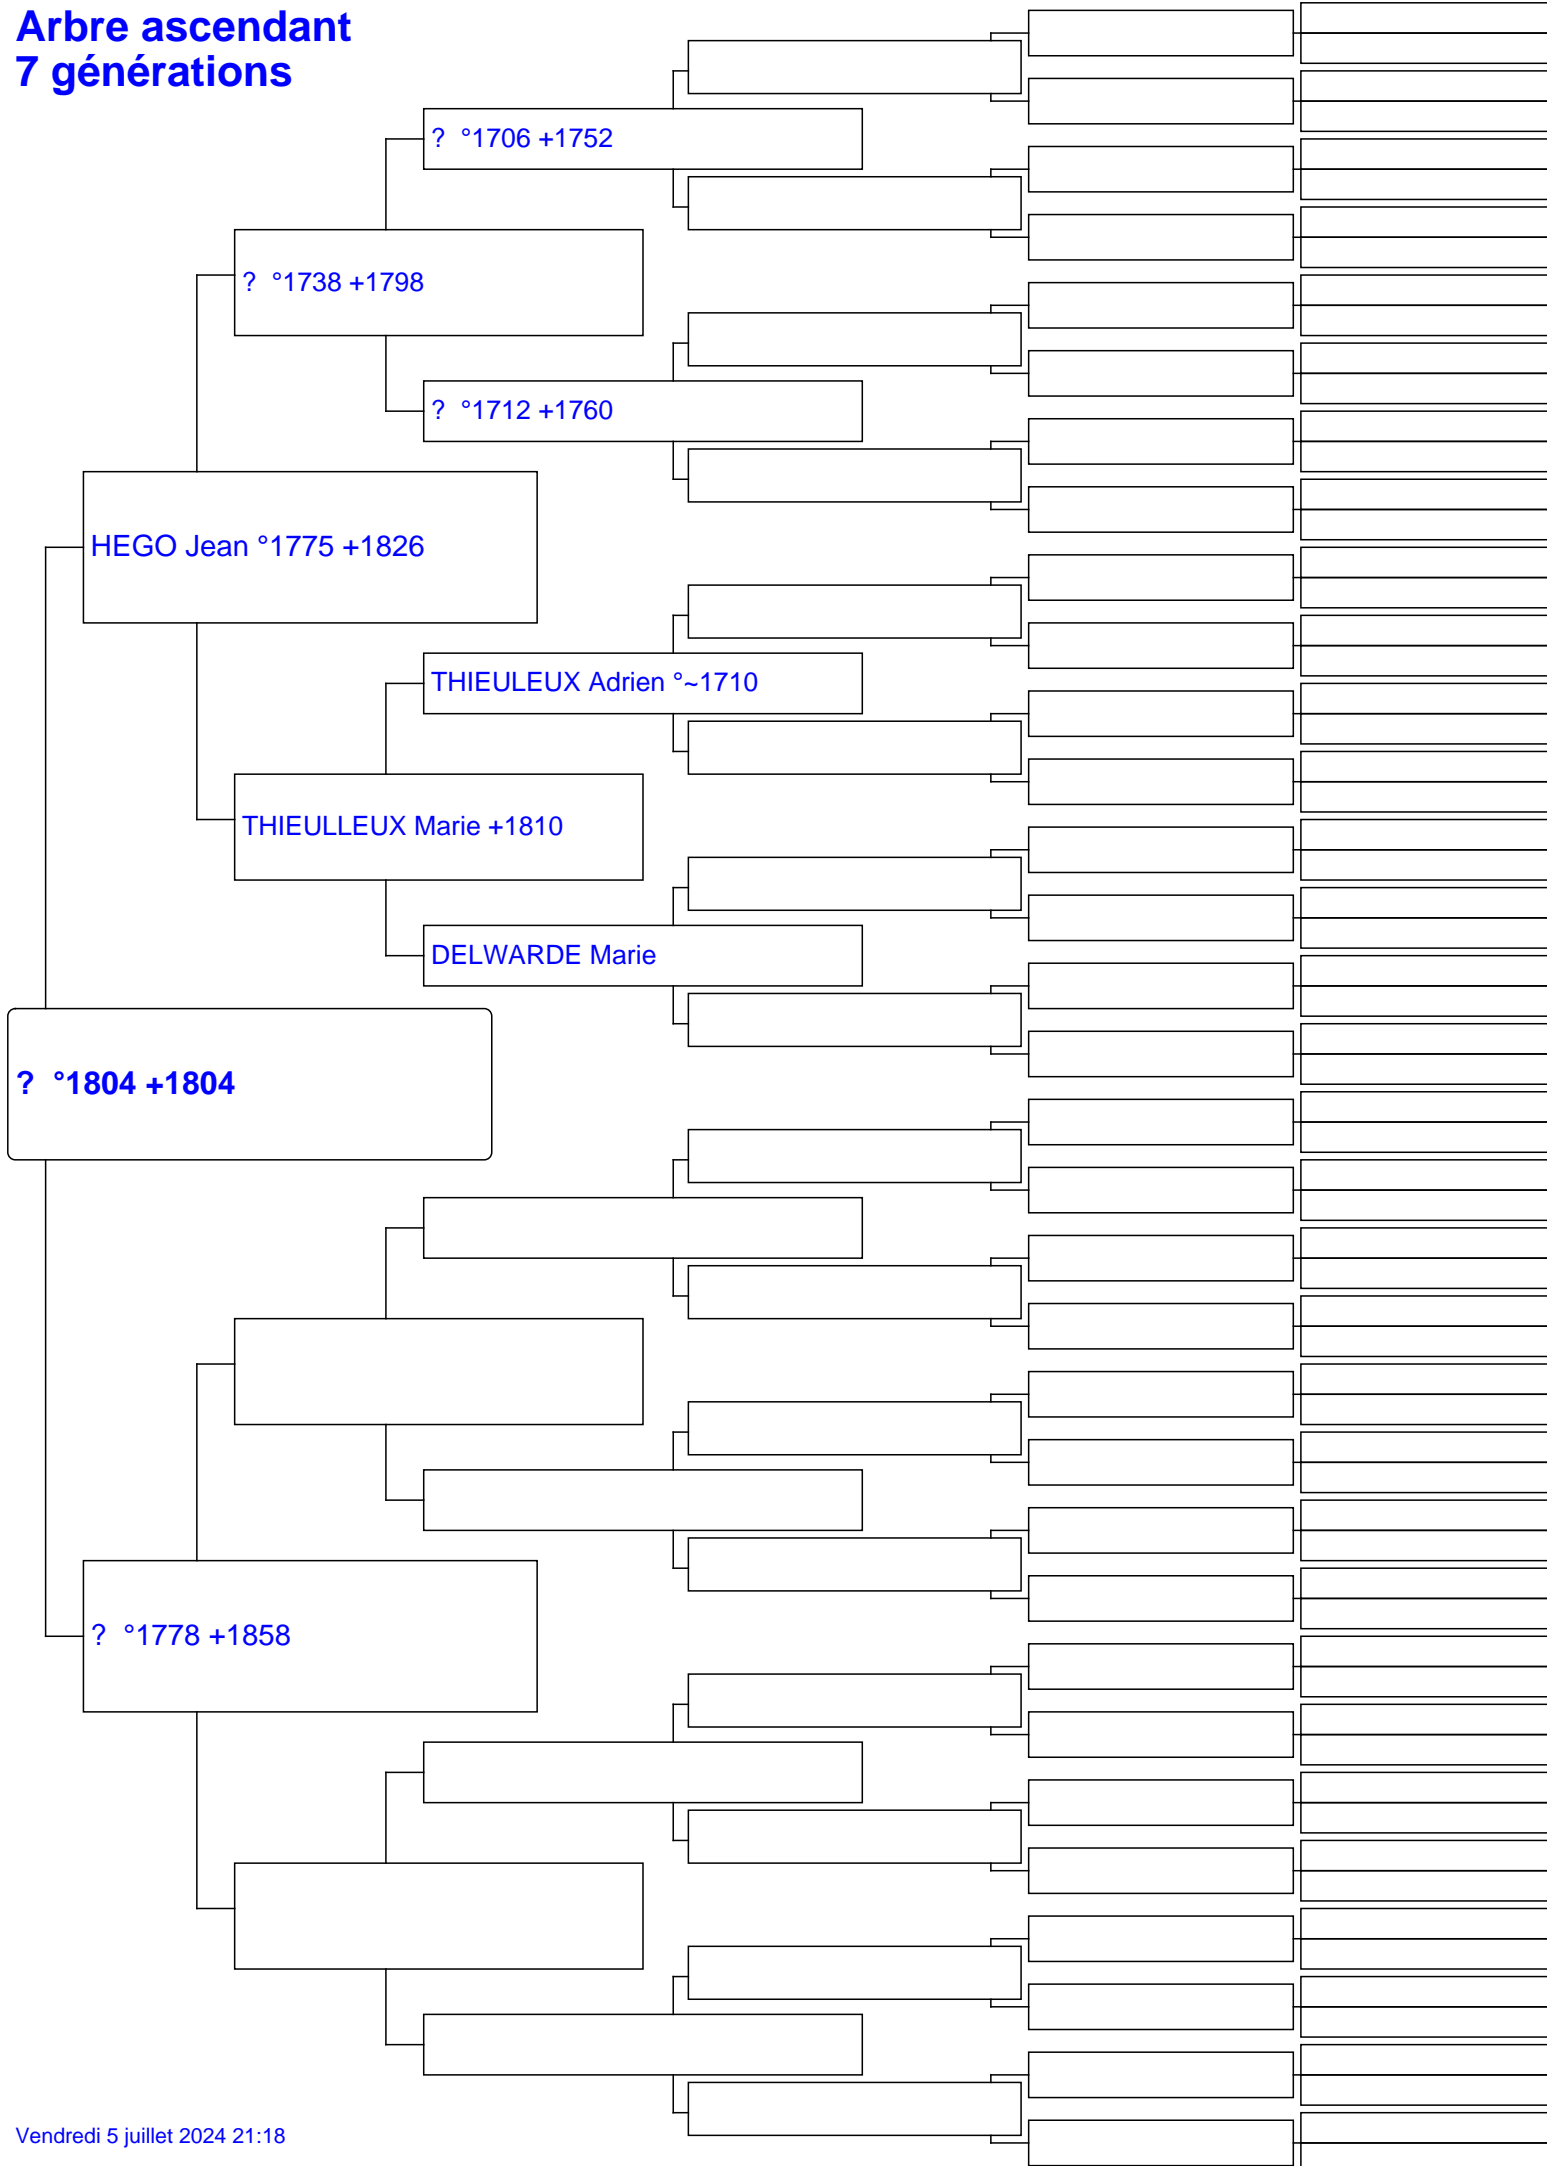 Arbre ascendant
7 générations
? °1706 +1752
? °1738 +1798
? °1712 +1760
HEGO Jean °1775 +1826
THIEULEUX Adrien °~1710
THIEULLEUX Marie +1810
DELWARDE Marie
? °1804 +1804
? °1778 +1858
Vendredi 5 juillet 2024 21:18